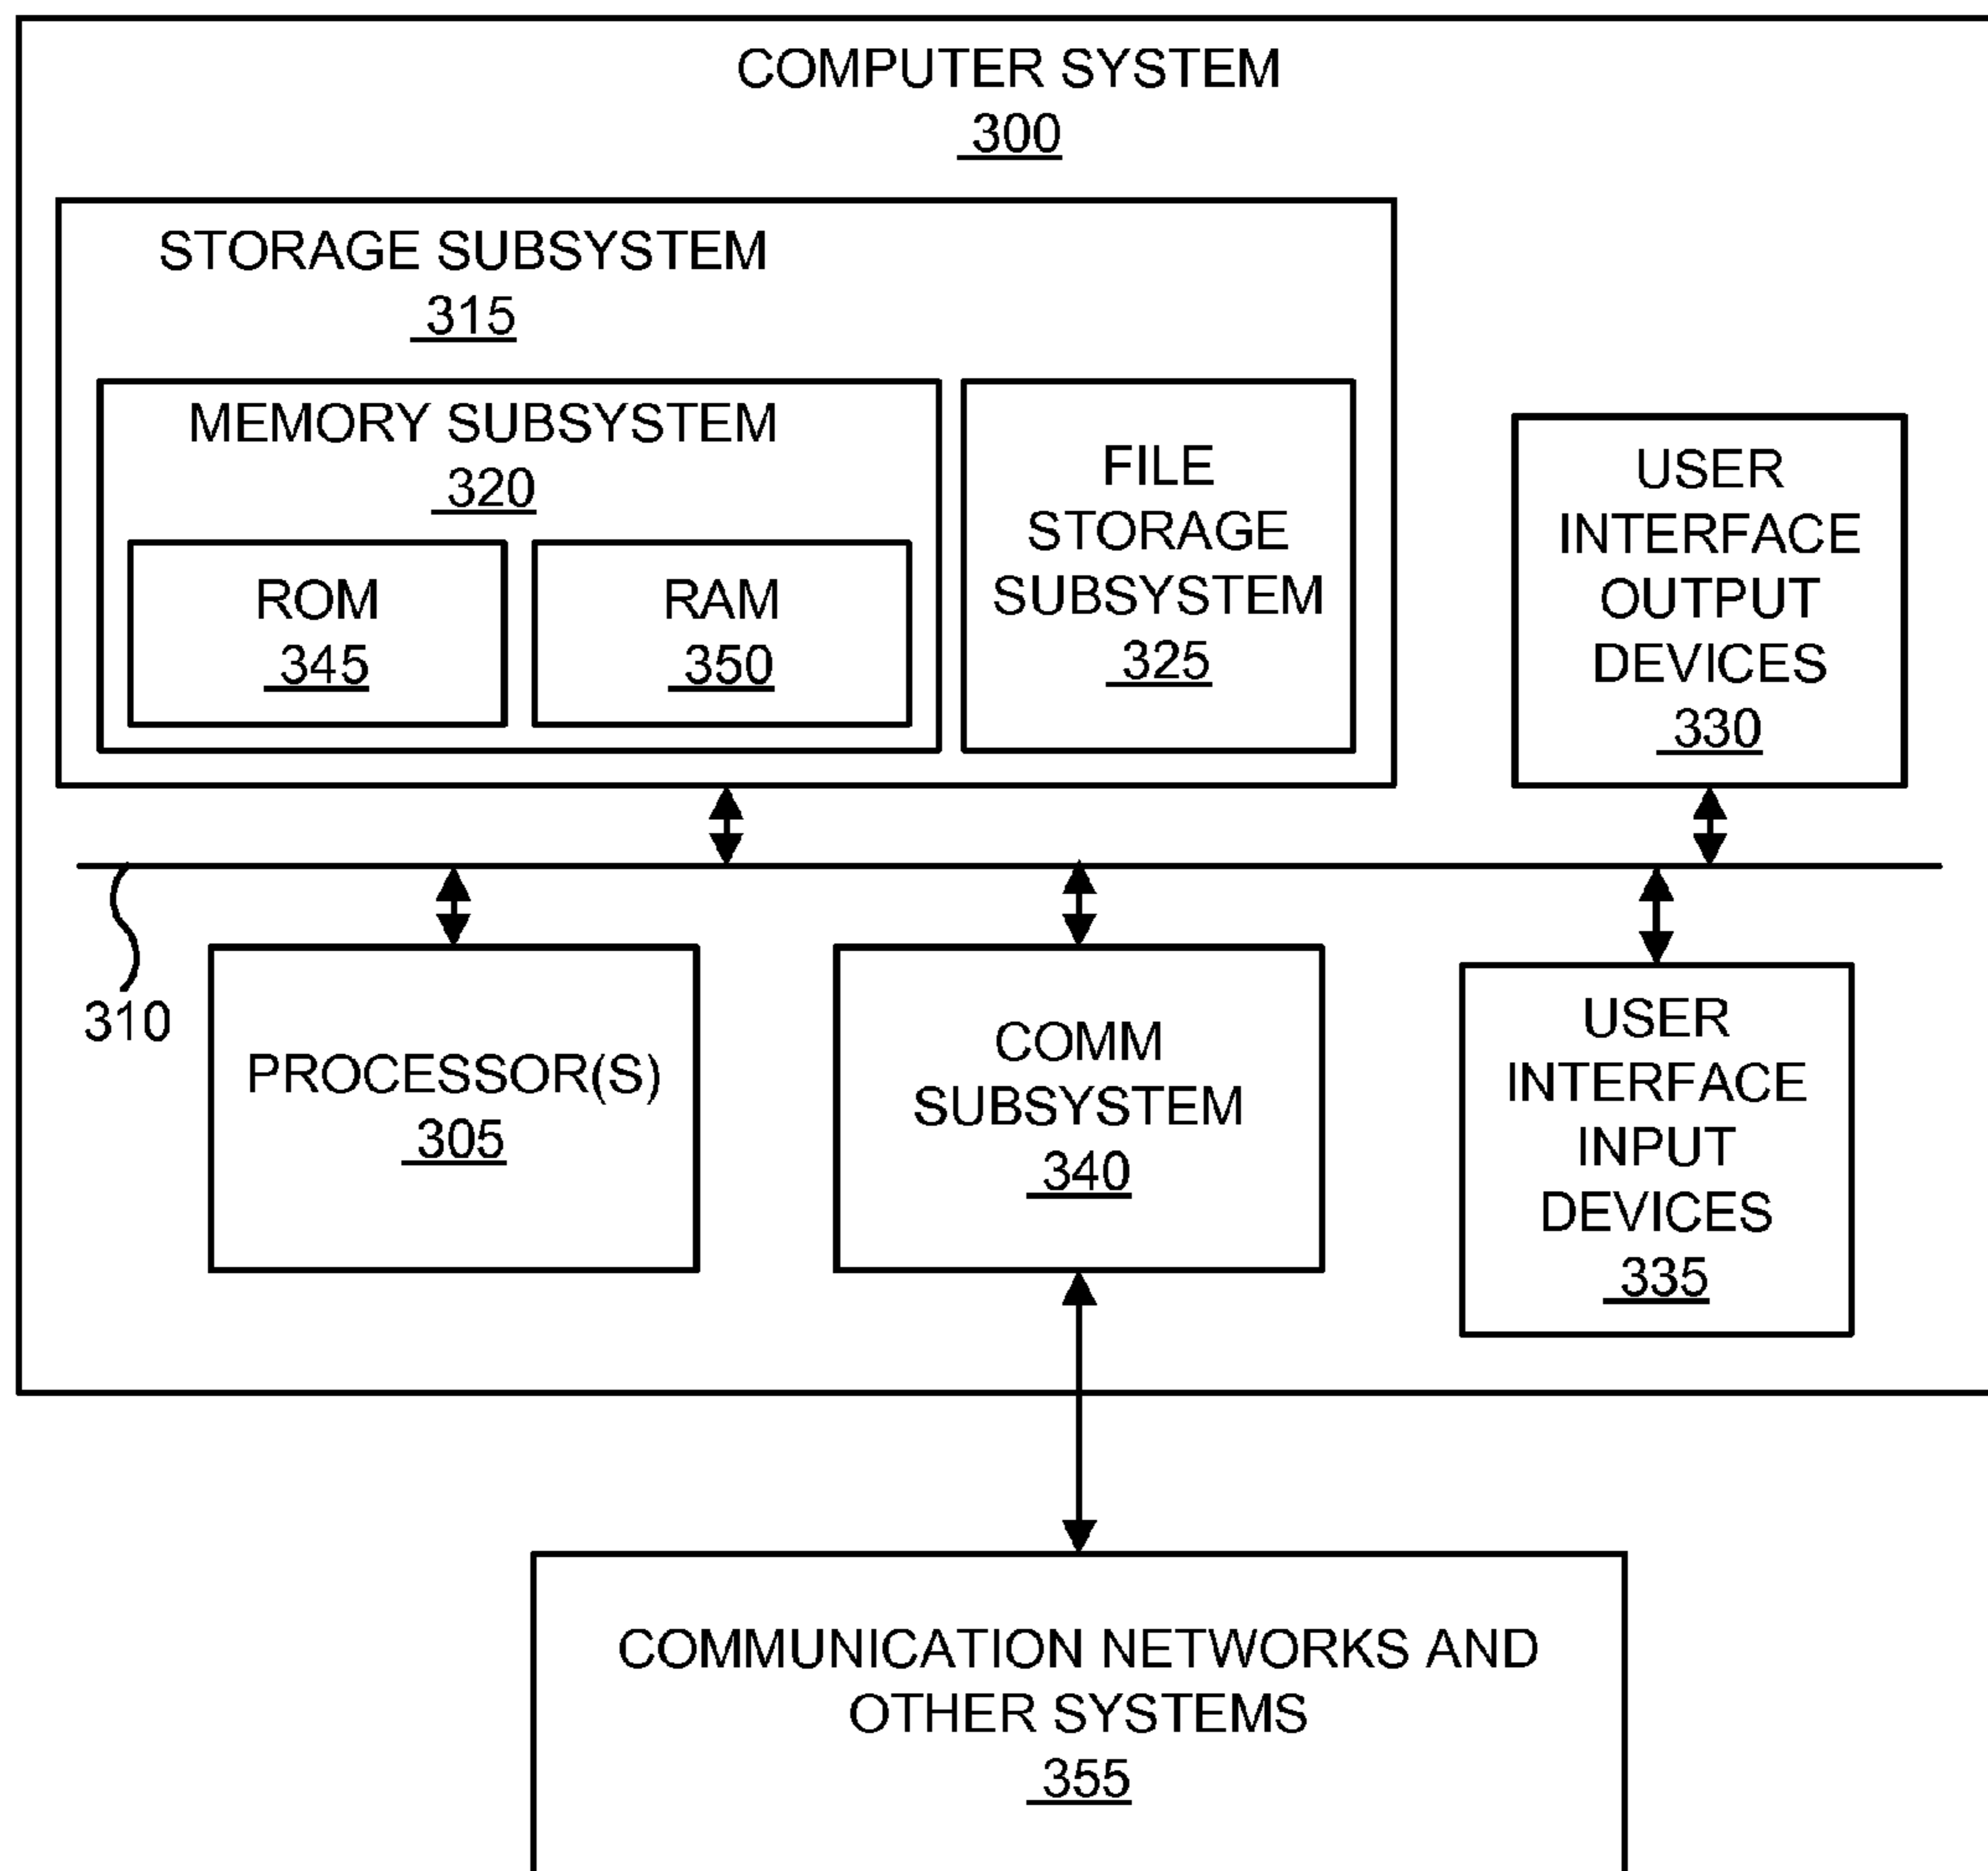 COMPUTER SYSTEM
300
STORAGE SUBSYSTEM
315
MEMORY SUBSYSTEM
320
ROM
345
RAM
350
FILE
STORAGE
SUBSYSTEM
325
USER
INTERFACE
OUTPUT
DEVICES
330
310
PROCESSOR(S)
305
COMM
SUBSYSTEM
340
USER
INTERFACE
INPUT
DEVICES
335
COMMUNICATION NETWORKS AND
OTHER SYSTEMS
355